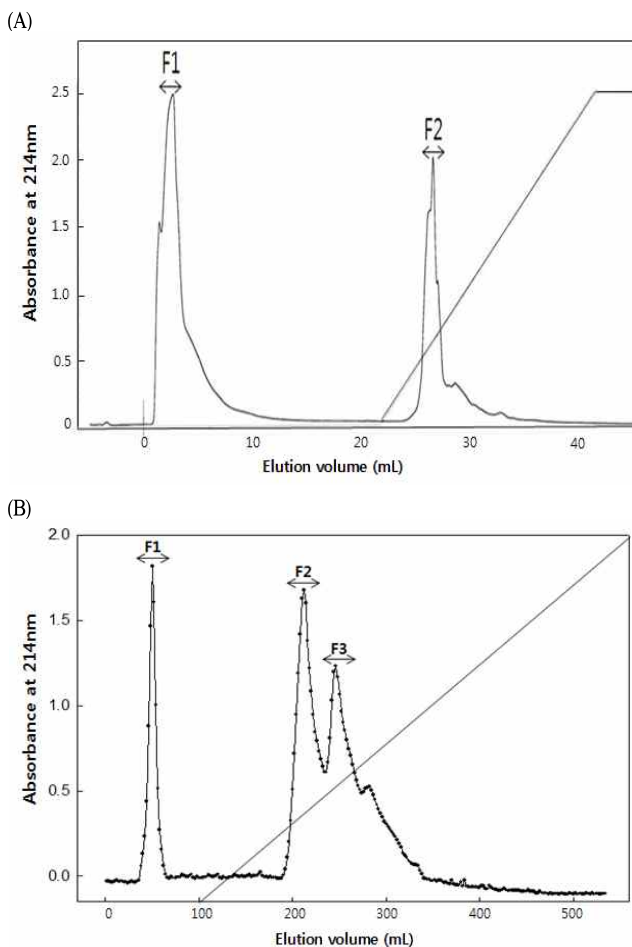 (A)
F1
F2
2.5
2.0
1.5
1.0
0.5
0
Absorbance at 214nm
0 10 20 30 40
Elution volume (mL)
(B)
F1
F2
F3
2.0
1.5
1.0
0.5
0.0
Absorbance at 214nm
0 100 200 300 400 500
Elution volume (mL)